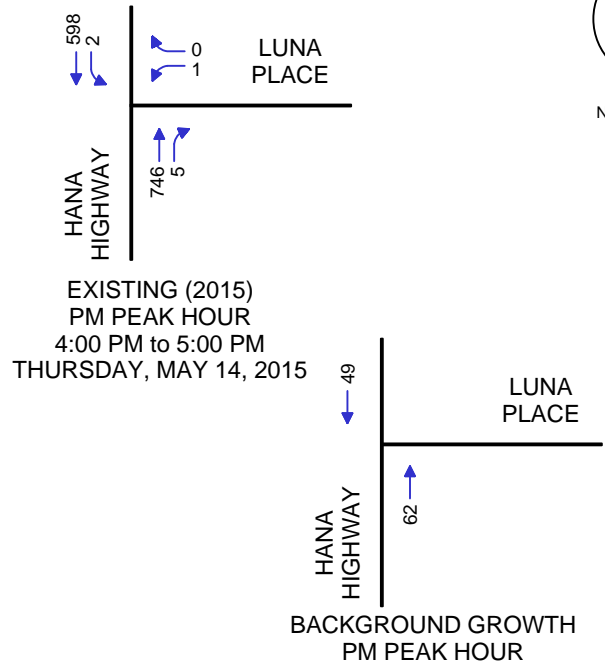 598
2
0
1
LUNA
PLACE
HANA
HIGHWAY
746
5
N
EXISTING (2015)
PM PEAK HOUR
4:00 PM to 5:00 PM
THURSDAY, MAY 14, 2015
49
LUNA
PLACE
HANA
HIGHWAY
62
BACKGROUND GROWTH
PM PEAK HOUR